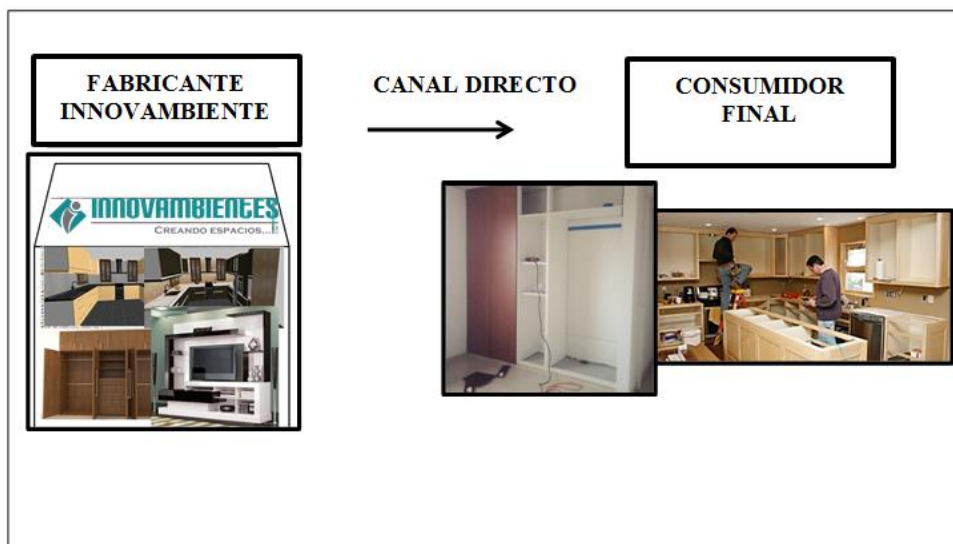 FABRICANTE
INNOVAMBIENTE
CANAL DIRECTO
CONSUMIDOR
FINAL
INNOVAMBIENTES
CREANDO ESPACIOS...!